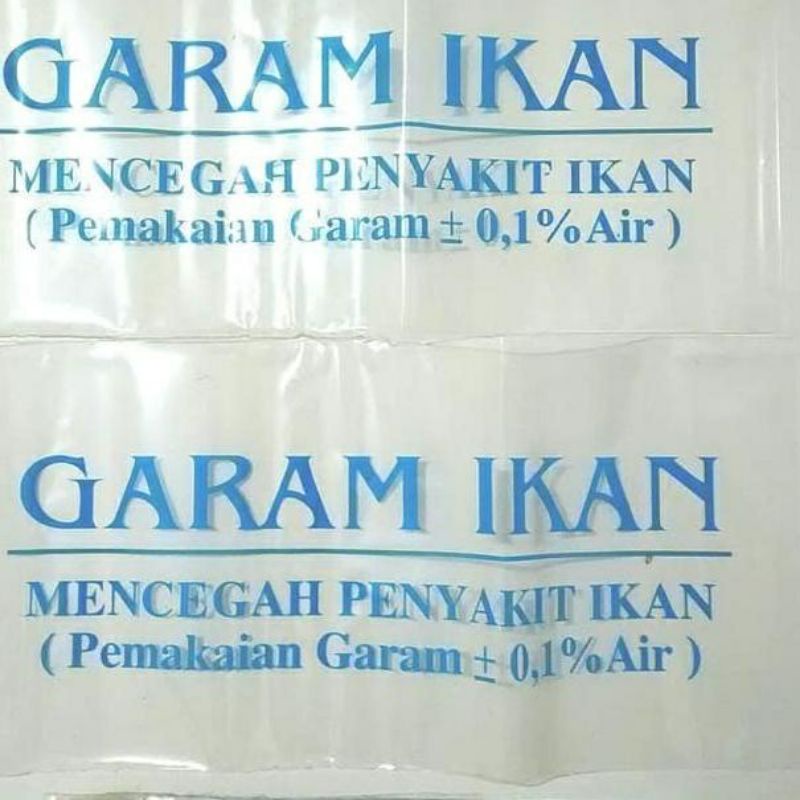 GARAM IKAN
MENCEGAH PENYAKIT IKAN
( Pemakaian Garam ± 0,1% Air )
GARAM IKAN
MENCEGAH PENYAKIT IKAN
( Pemakaian Garam ± 0,1% Air )